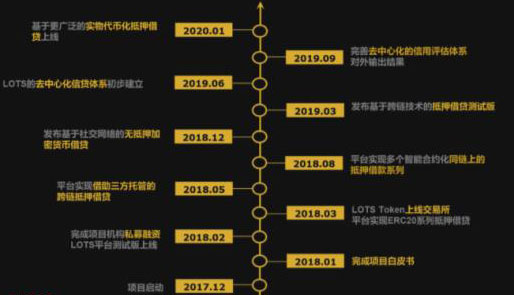 基于更广泛的实物代币化抵押借
贷上线
2020.01
2019.09
完善去中心化的信用评估体系
对外输出结果
LOTS的去中心化信贷体系初步建立
2019.06
2019.03
发布基于跨链技术的抵押借贷测试版
发布基于社交网络的无抵押加
密货币借贷
2018.12
2018.08
平台实现多个智能合约化同链上的
抵押借款系列
平台实现借助三方托管的
跨链抵押借贷
2018.05
2018.03
LOTS Token上线交易所
平台实现ERC20系列抵押借贷
完成项目机构私募融资
LOTS平台测试版上线
2018.02
2018.01
完成项目白皮书
项目启动
2017.12